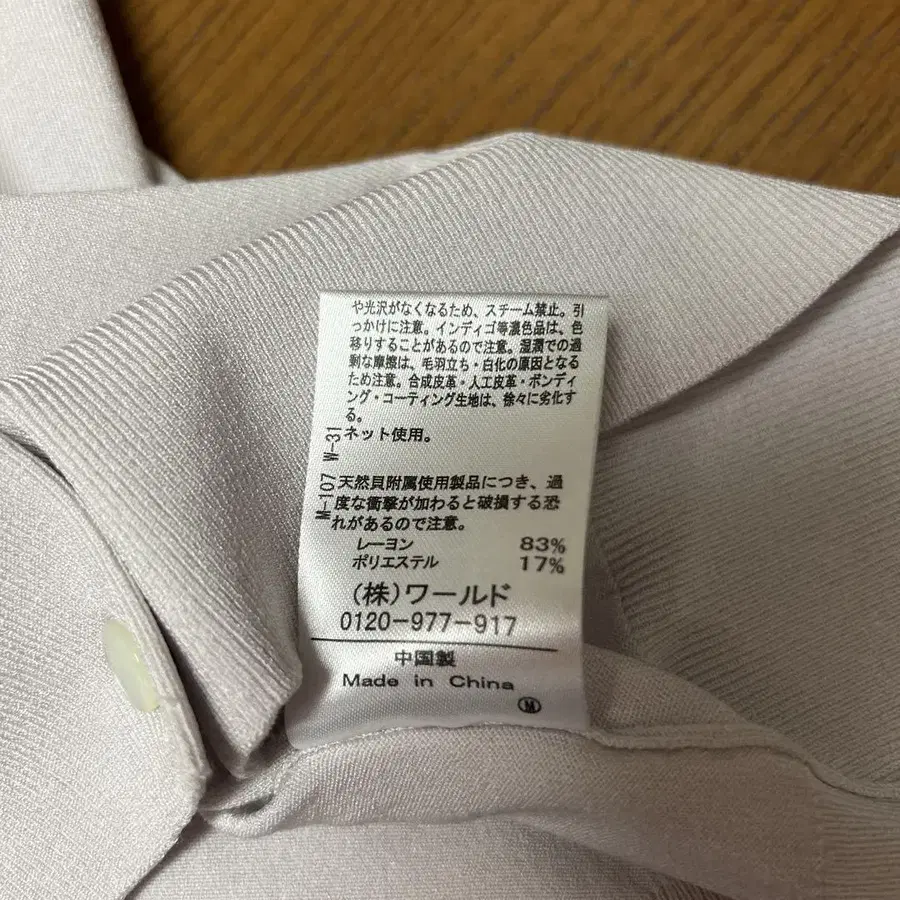 や光沢がなくなるため、スチーム禁止。引
っかけに注意。インディゴ等濃色品は、色
移りすることがあるので注意。湿潤での過
剰な摩擦は、毛羽立ち・白化の原因となる
ため注意。合成皮革・人工皮革・ボンディ
ング・コーティング生地は、徐々に劣化す
る。
ネット使用。
M-107 W-31
天然貝附属使用製品につき、過
度な衝撃が加わると破損する恐
れがあるので注意。
レーヨン 83%
ポリエステル 17%
(株)ワールド
0120-977-917
中国製
Made in China
Ⓜ